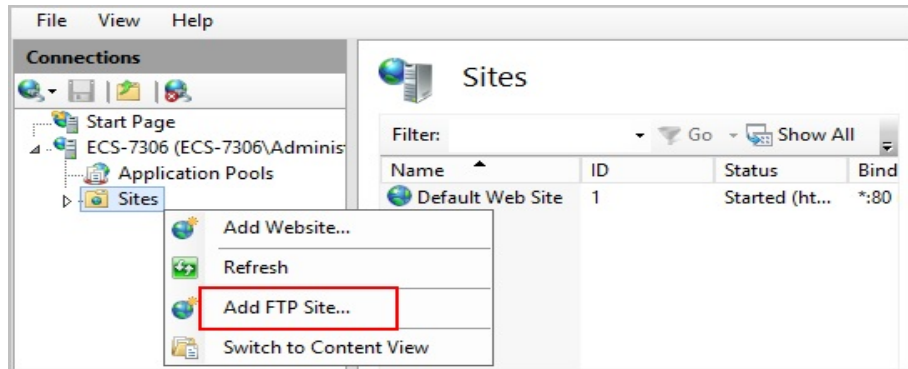 File View Help
Connections
Start Page
ECS-7306 (ECS-7306\Adminis
Application Pools
Sites
Add Website...
Refresh
Add FTP Site...
Switch to Content View
Sites
Filter: Go Show All
Name ID Status Bind
Default Web Site 1 Started (ht... *:80